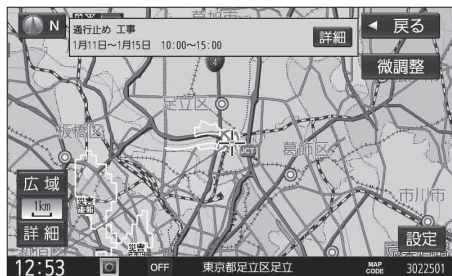 N
通行止め 工事
1月11日~1月15日 10:00~15:00
詳細
戻る
微調整
4
足立区
板橋区
JCT
葛飾区
広域
1km
詳細
市川市
設定
12:53
OFF
東京都足立区足立
MAP CODE
3022501